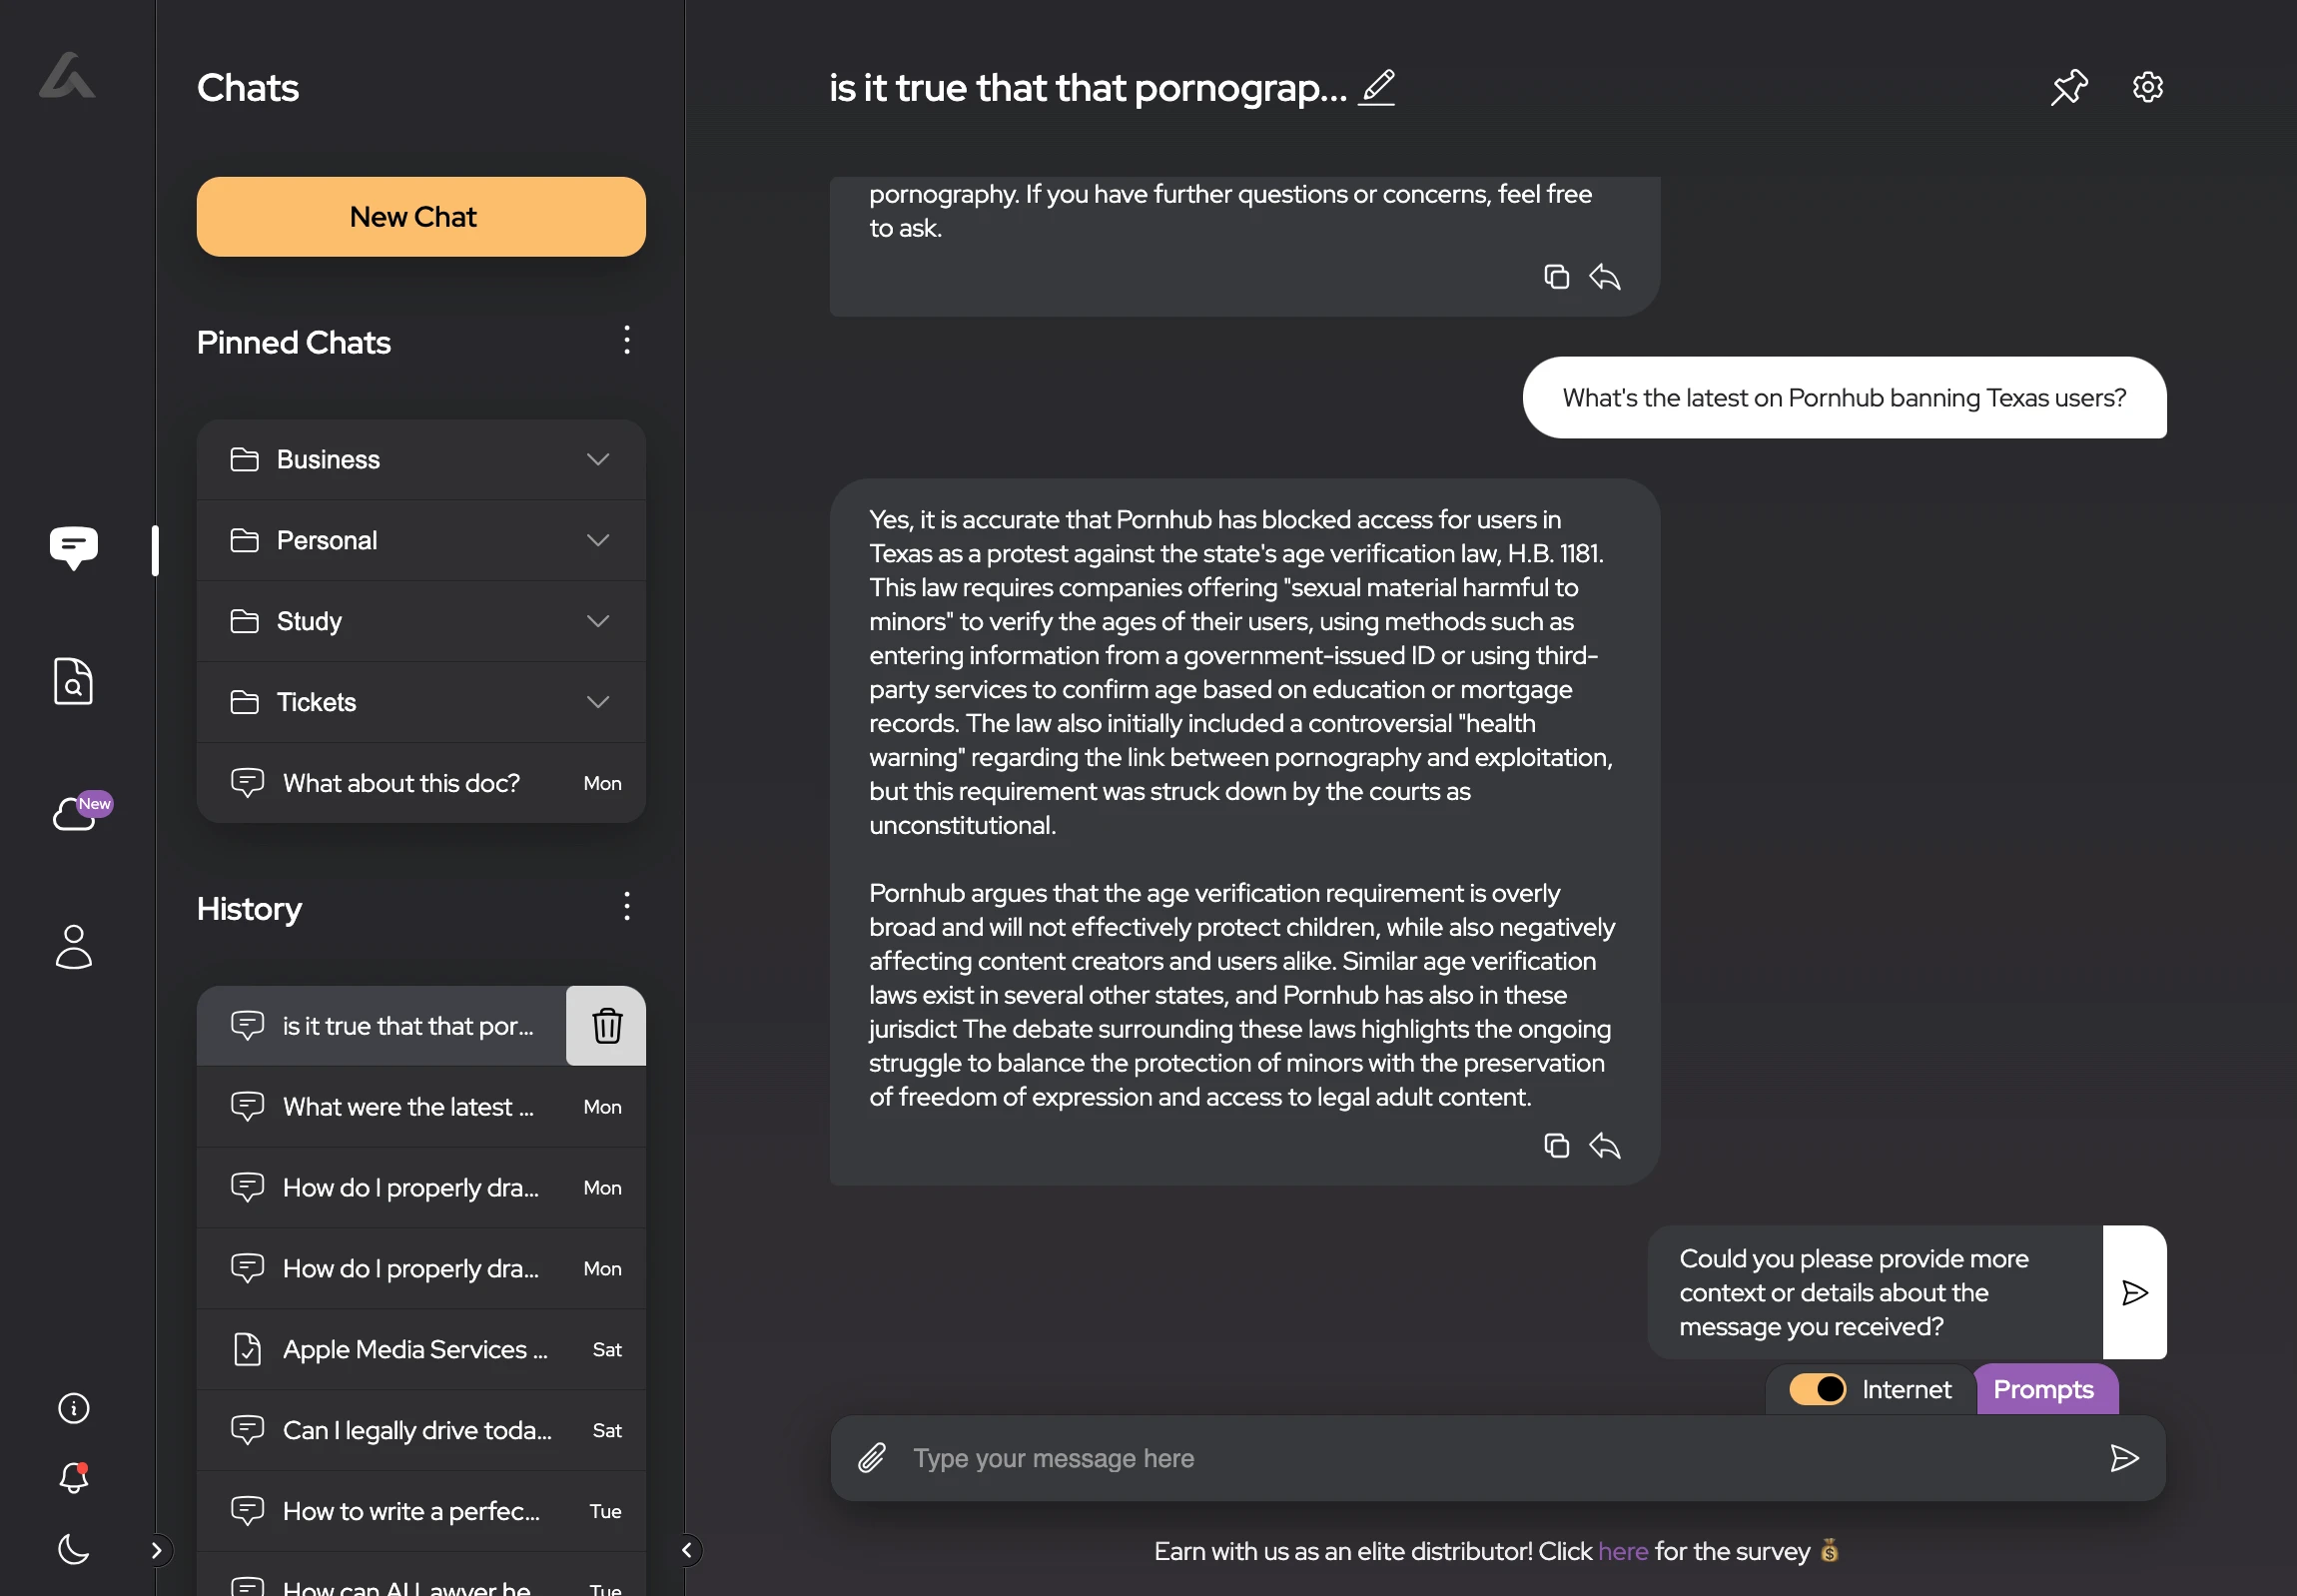 Chats
New Chat
Pinned Chats
Business
Personal
Study
Tickets
What about this doc? Mon
New
History
is it true that that por...
What were the latest ... Mon
How do I properly dra... Mon
How do I properly dra... Mon
Apple Media Services ... Sat
Can I legally drive toda... Sat
How to write a perfec... Tue
How can AI Lawyer he Tue
is it true that that pornograp...
pornography. If you have further questions or concerns, feel free
to ask.
What's the latest on Pornhub banning Texas users?
Yes, it is accurate that Pornhub has blocked access for users in
Texas as a protest against the state's age verification law, H.B. 1181.
This law requires companies offering "sexual material harmful to
minors" to verify the ages of their users, using methods such as
entering information from a government-issued ID or using third-
party services to confirm age based on education or mortgage
records. The law also initially included a controversial "health
warning" regarding the link between pornography and exploitation,
but this requirement was struck down by the courts as
unconstitutional.
Pornhub argues that the age verification requirement is overly
broad and will not effectively protect children, while also negatively
affecting content creators and users alike. Similar age verification
laws exist in several other states, and Pornhub has also in these
jurisdict The debate surrounding these laws highlights the ongoing
struggle to balance the protection of minors with the preservation
of freedom of expression and access to legal adult content.
Could you please provide more
context or details about the
message you received?
Internet
Prompts
Type your message here
Earn with us as an elite distributor! Click here for the survey 💰